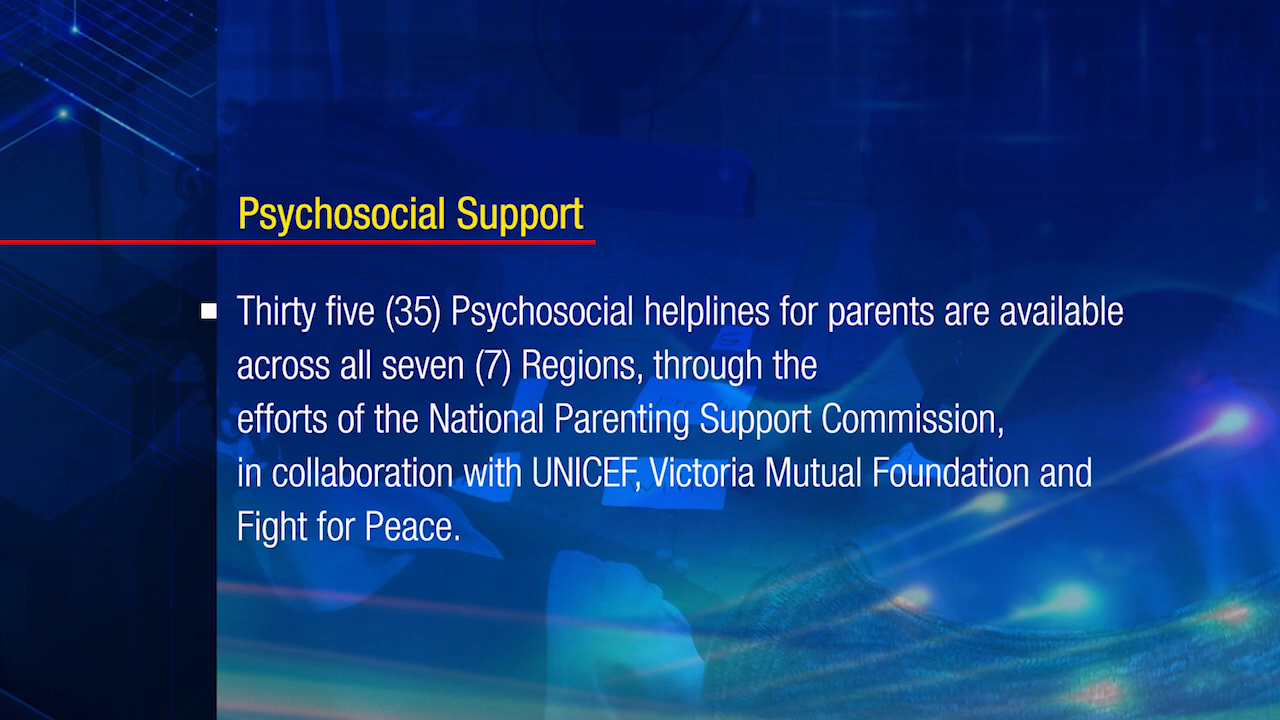 Psychosocial Support
Thirty five (35) Psychosocial helplines for parents are available
across all seven (7) Regions, through the
efforts of the National Parenting Support Commission,
in collaboration with UNICEF, Victoria Mutual Foundation and
Fight for Peace.